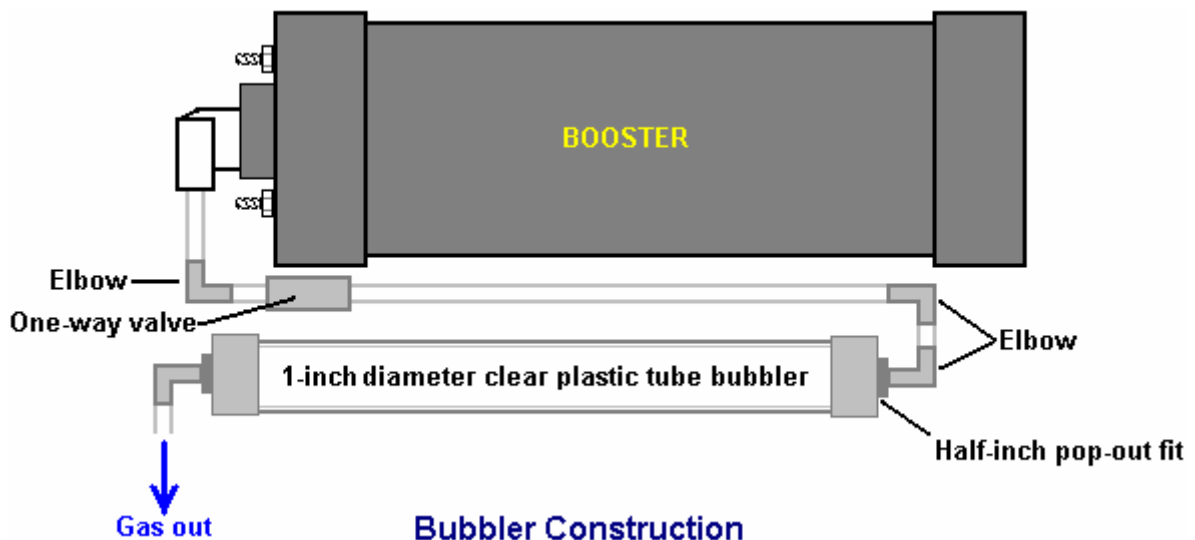 BOOSTER
Elbow
One-way valve
Elbow
1-inch diameter clear plastic tube bubbler
Half-inch pop-out fit
Gas out
Bubbler Construction